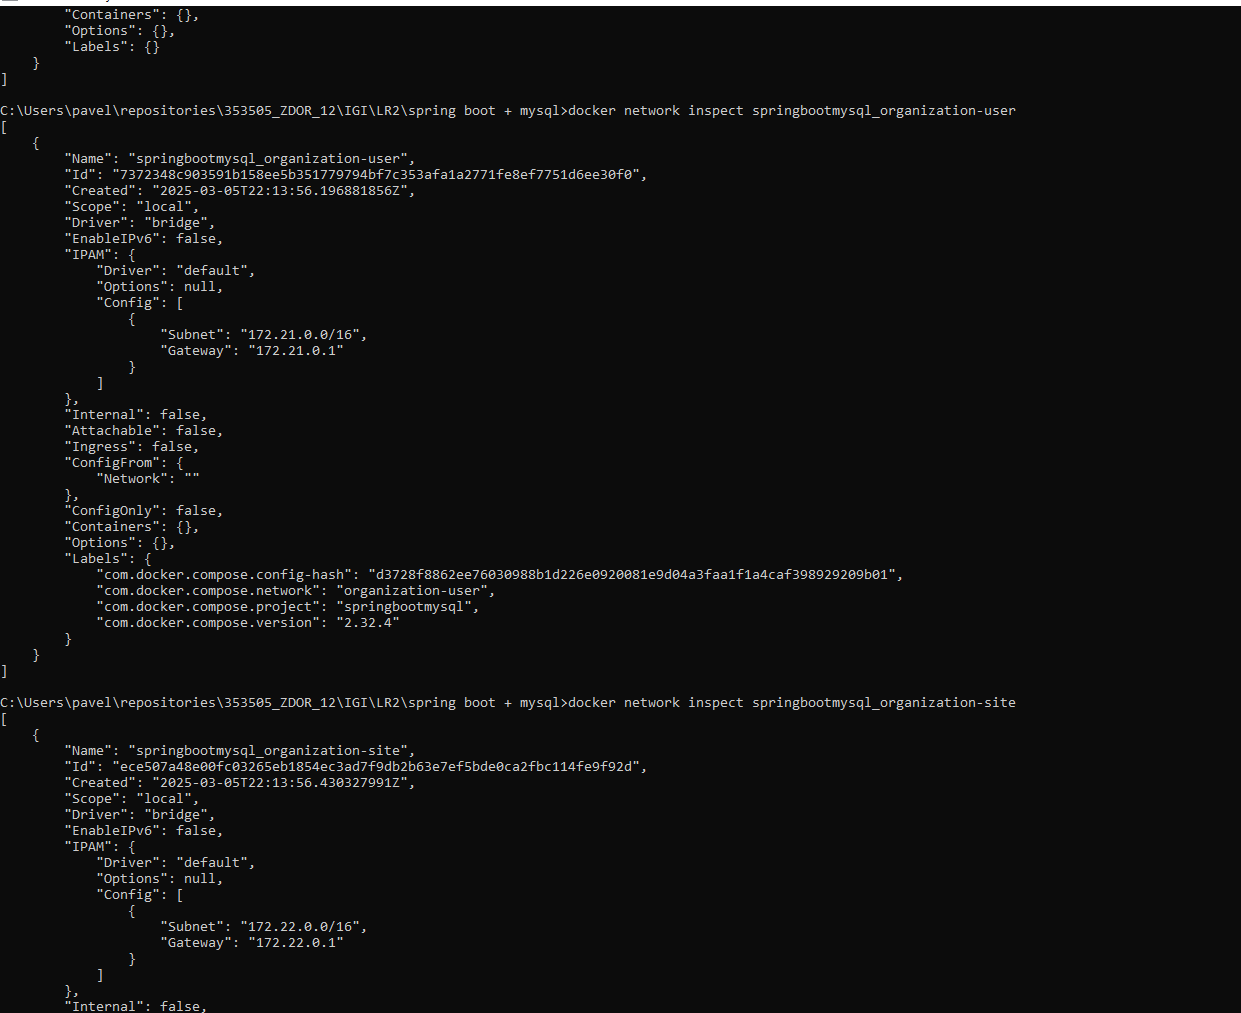 "Containers": {},
"Options": {},
"Labels": {}
}
]
C:\Users\pavel\repositories\353505_ZDOR_12\IGI\LR2\spring boot + mysql>docker network inspect springbootmysql_organization-user
[
{
"Name": "springbootmysql_organization-user",
"Id": "7372348c903591b158ee5b351779794bf7c353afa1a2771fe8ef7751d6ee30f0",
"Created": "2025-03-05T22:13:56.196881856Z",
"Scope": "local",
"Driver": "bridge",
"EnableIPv6": false,
"IPAM": {
"Driver": "default",
"Options": null,
"Config": [
{
"Subnet": "172.21.0.0/16",
"Gateway": "172.21.0.1"
}
]
},
"Internal": false,
"Attachable": false,
"Ingress": false,
"ConfigFrom": {
"Network": ""
},
"ConfigOnly": false,
"Containers": {},
"Options": {},
"Labels": {
"com.docker.compose.config-hash": "d3728f8862ee76030988b1d226e0920081e9d04a3faa1f1a4caf398929209b01",
"com.docker.compose.network": "organization-user",
"com.docker.compose.project": "springbootmysql",
"com.docker.compose.version": "2.32.4"
}
}
]
C:\Users\pavel\repositories\353505_ZDOR_12\IGI\LR2\spring boot + mysql>docker network inspect springbootmysql_organization-site
[
{
"Name": "springbootmysql_organization-site",
"Id": "ece507a48e00fc03265eb1854ec3ad7f9db2b63e7ef5bde0ca2fbc114fe9f92d",
"Created": "2025-03-05T22:13:56.430327991Z",
"Scope": "local",
"Driver": "bridge",
"EnableIPv6": false,
"IPAM": {
"Driver": "default",
"Options": null,
"Config": [
{
"Subnet": "172.22.0.0/16",
"Gateway": "172.22.0.1"
}
]
},
"Internal": false,